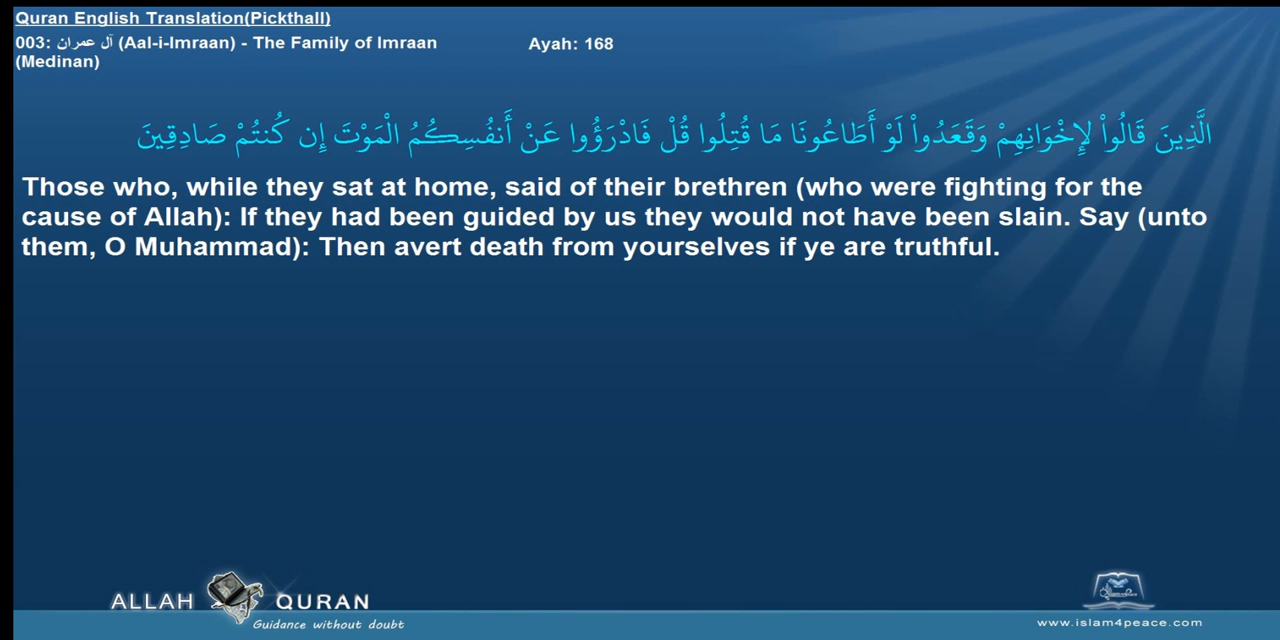 Quran English Translation(Pickthall)
003: آل عمران (Aal-i-Imraan) - The Family of Imraan (Medinan)
Ayah: 168
الَّذِينَ قَالُواْ لإِخْوَانِهِمْ وَقَعَدُواْ لَوْ أَطَاعُونَا مَا قُتِلُوا قُلْ فَادْرَؤُوا عَنْ أَنفُسِكُمُ الْمَوْتَ إِن كُنتُمْ صَادِقِينَ
Those who, while they sat at home, said of their brethren (who were fighting for the
cause of Allah): If they had been guided by us they would not have been slain. Say (unto
them, O Muhammad): Then avert death from yourselves if ye are truthful.
ALLAH QURAN
Guidance without doubt
www.islam4peace.com